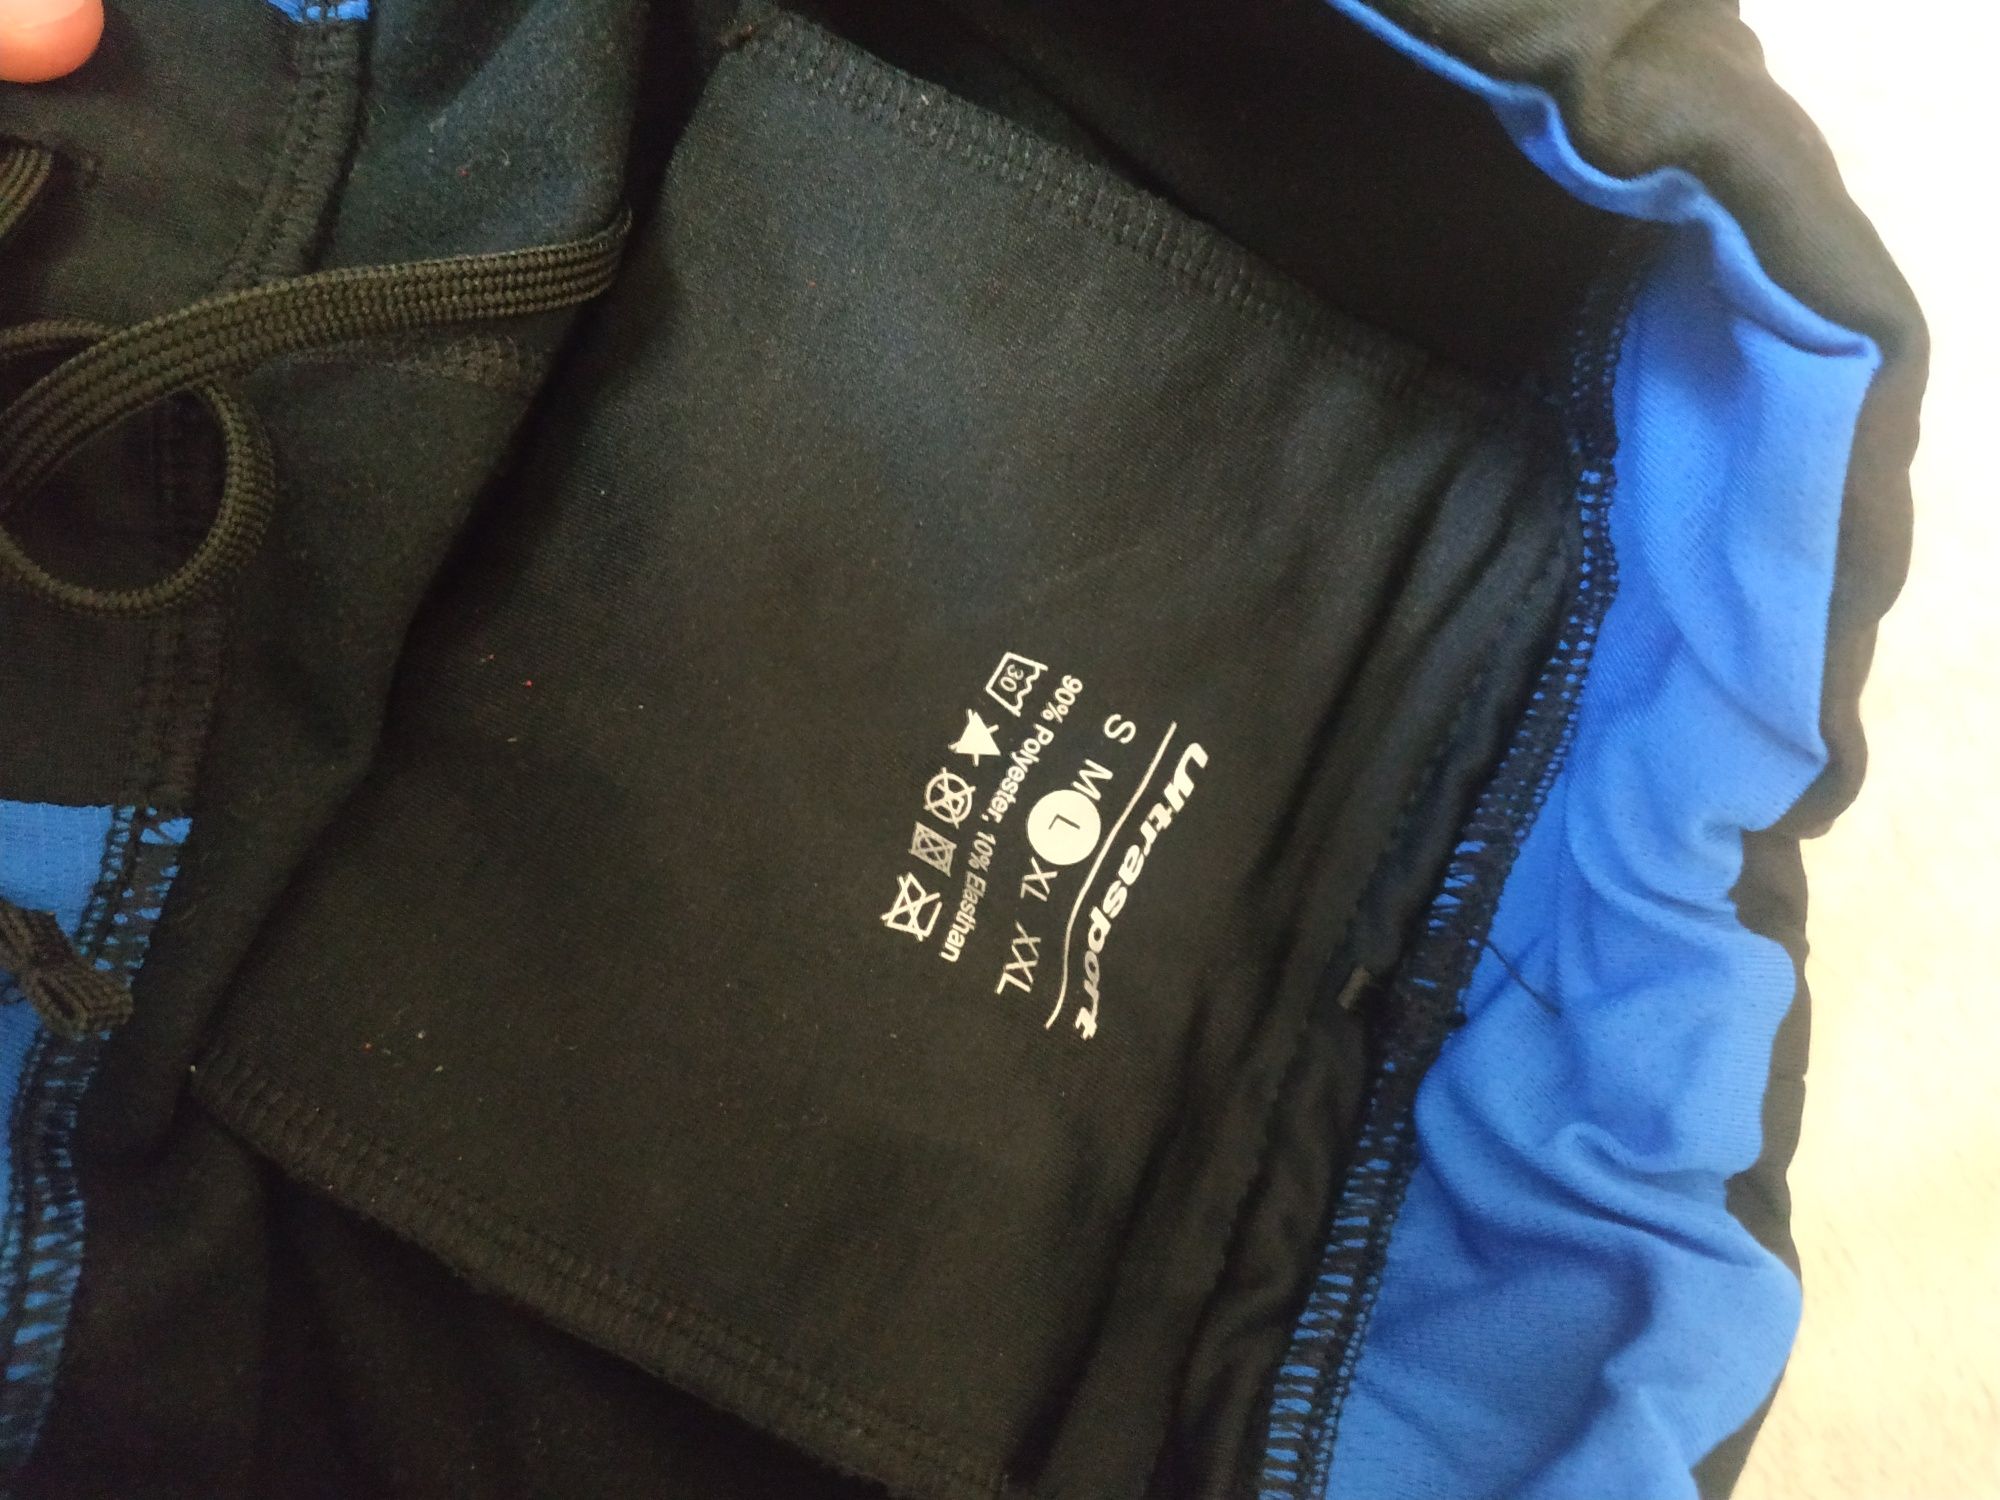 Ultrasport
S M L XL XXL
90% Polyester, 10% Elasthan
30